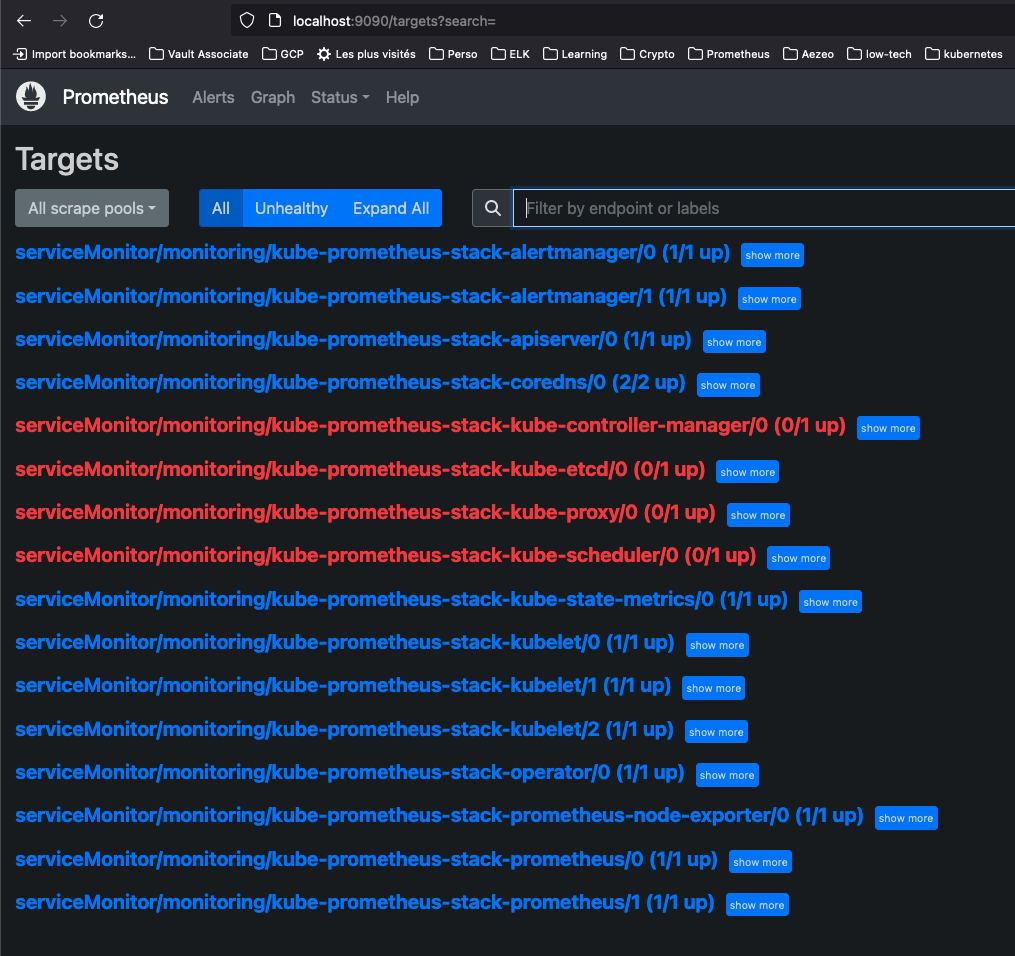 localhost:9090/targets?search=
Import bookmarks... Vault Associate GCP Les plus visités Perso ELK Learning Crypto Prometheus Aezeo low-tech kubernetes
Prometheus Alerts Graph Status Help
Targets
All scrape pools All Unhealthy Expand All Filter by endpoint or labels
serviceMonitor/monitoring/kube-prometheus-stack-alertmanager/0 (1/1 up) show more
serviceMonitor/monitoring/kube-prometheus-stack-alertmanager/1 (1/1 up) show more
serviceMonitor/monitoring/kube-prometheus-stack-apiserver/0 (1/1 up) show more
serviceMonitor/monitoring/kube-prometheus-stack-coredns/0 (2/2 up) show more
serviceMonitor/monitoring/kube-prometheus-stack-kube-controller-manager/0 (0/1 up) show more
serviceMonitor/monitoring/kube-prometheus-stack-kube-etcd/0 (0/1 up) show more
serviceMonitor/monitoring/kube-prometheus-stack-kube-proxy/0 (0/1 up) show more
serviceMonitor/monitoring/kube-prometheus-stack-kube-scheduler/0 (0/1 up) show more
serviceMonitor/monitoring/kube-prometheus-stack-kube-state-metrics/0 (1/1 up) show more
serviceMonitor/monitoring/kube-prometheus-stack-kubelet/0 (1/1 up) show more
serviceMonitor/monitoring/kube-prometheus-stack-kubelet/1 (1/1 up) show more
serviceMonitor/monitoring/kube-prometheus-stack-kubelet/2 (1/1 up) show more
serviceMonitor/monitoring/kube-prometheus-stack-operator/0 (1/1 up) show more
serviceMonitor/monitoring/kube-prometheus-stack-prometheus-node-exporter/0 (1/1 up) show more
serviceMonitor/monitoring/kube-prometheus-stack-prometheus/0 (1/1 up) show more
serviceMonitor/monitoring/kube-prometheus-stack-prometheus/1 (1/1 up) show more